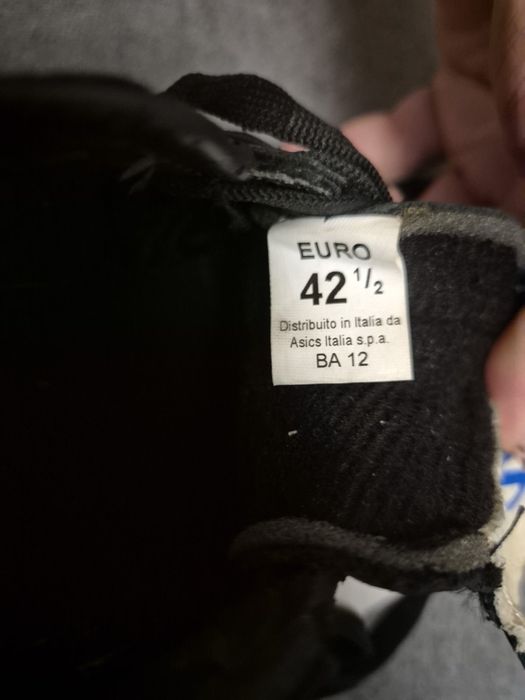 EURO
42 1/2
Distribuito in Italia da
Asics Italia s.p.a.
BA 12